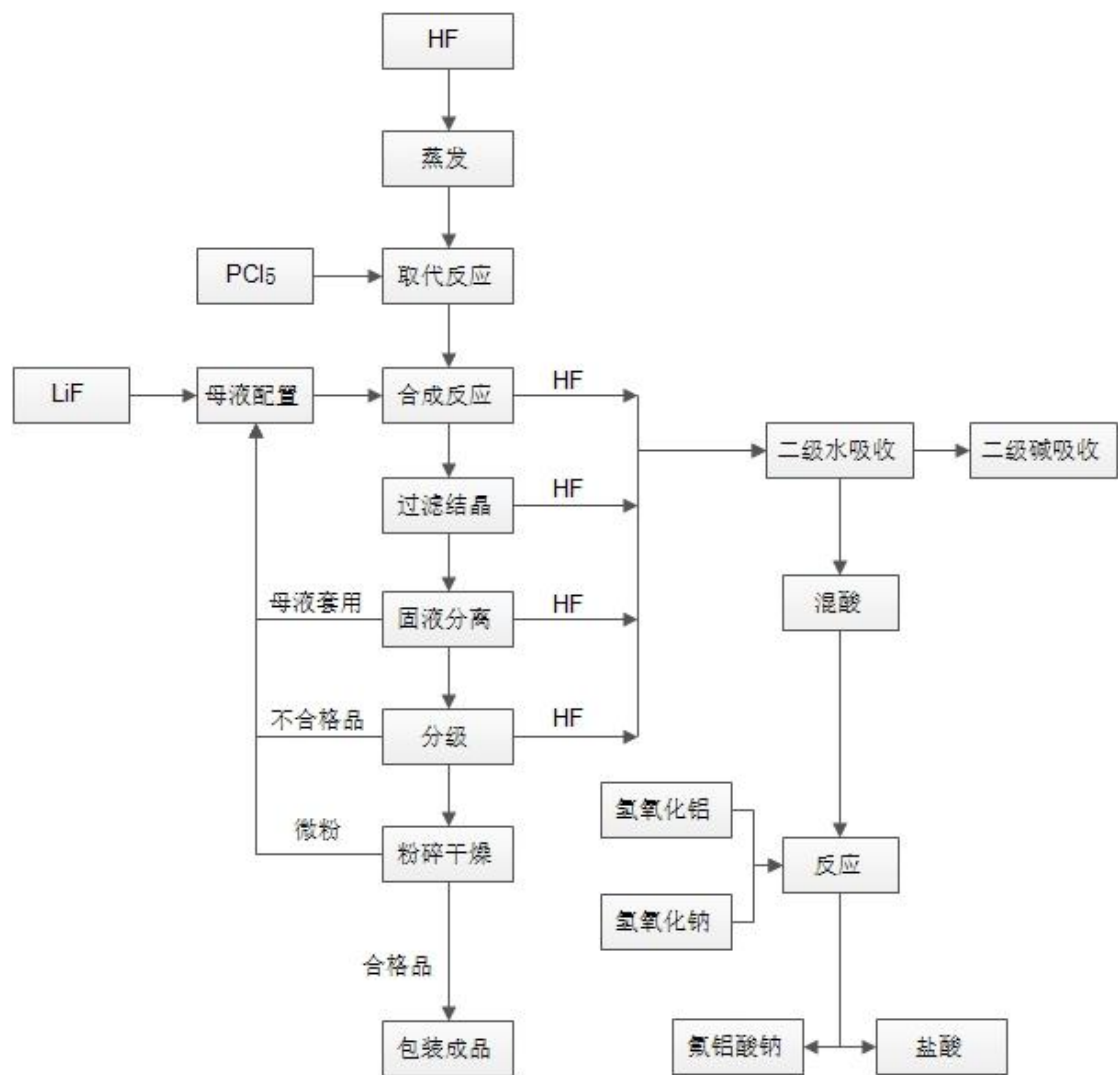 HF
蒸发
PCl5
取代反应
LiF
母液配置
合成反应
HF
二级水吸收
二级碱吸收
过滤结晶
HF
混酸
母液套用
固液分离
HF
不合格品
分级
HF
氢氧化铝
微粉
粉碎干燥
反应
氢氧化钠
合格品
包装成品
氟铝酸钠
盐酸